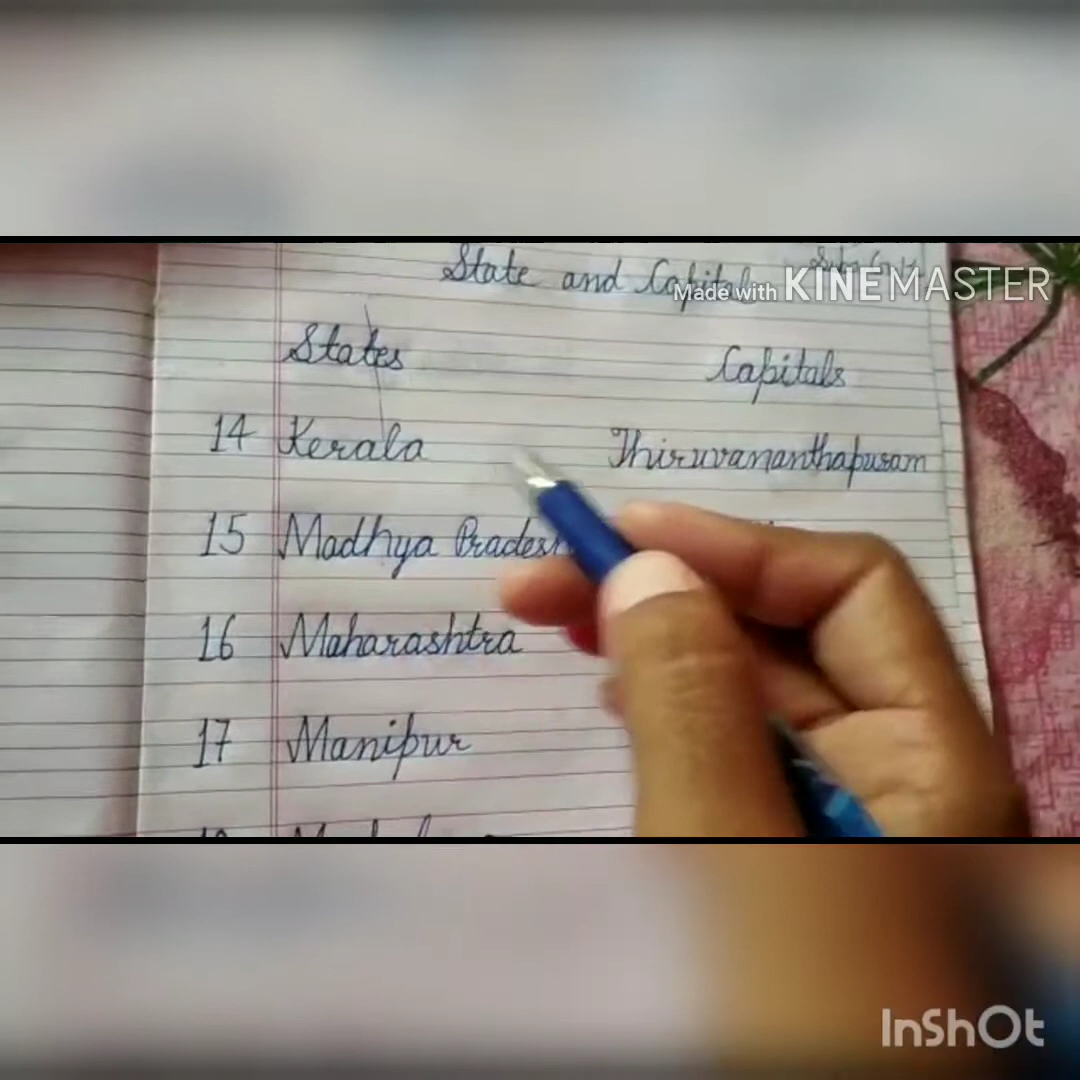 State and Capitals
Made with KINEMASTER
States Capitals
14 Kerala Thiruvananthapuram
15 Madhya Pradesh
16 Maharashtra
17 Manipur
InShOt